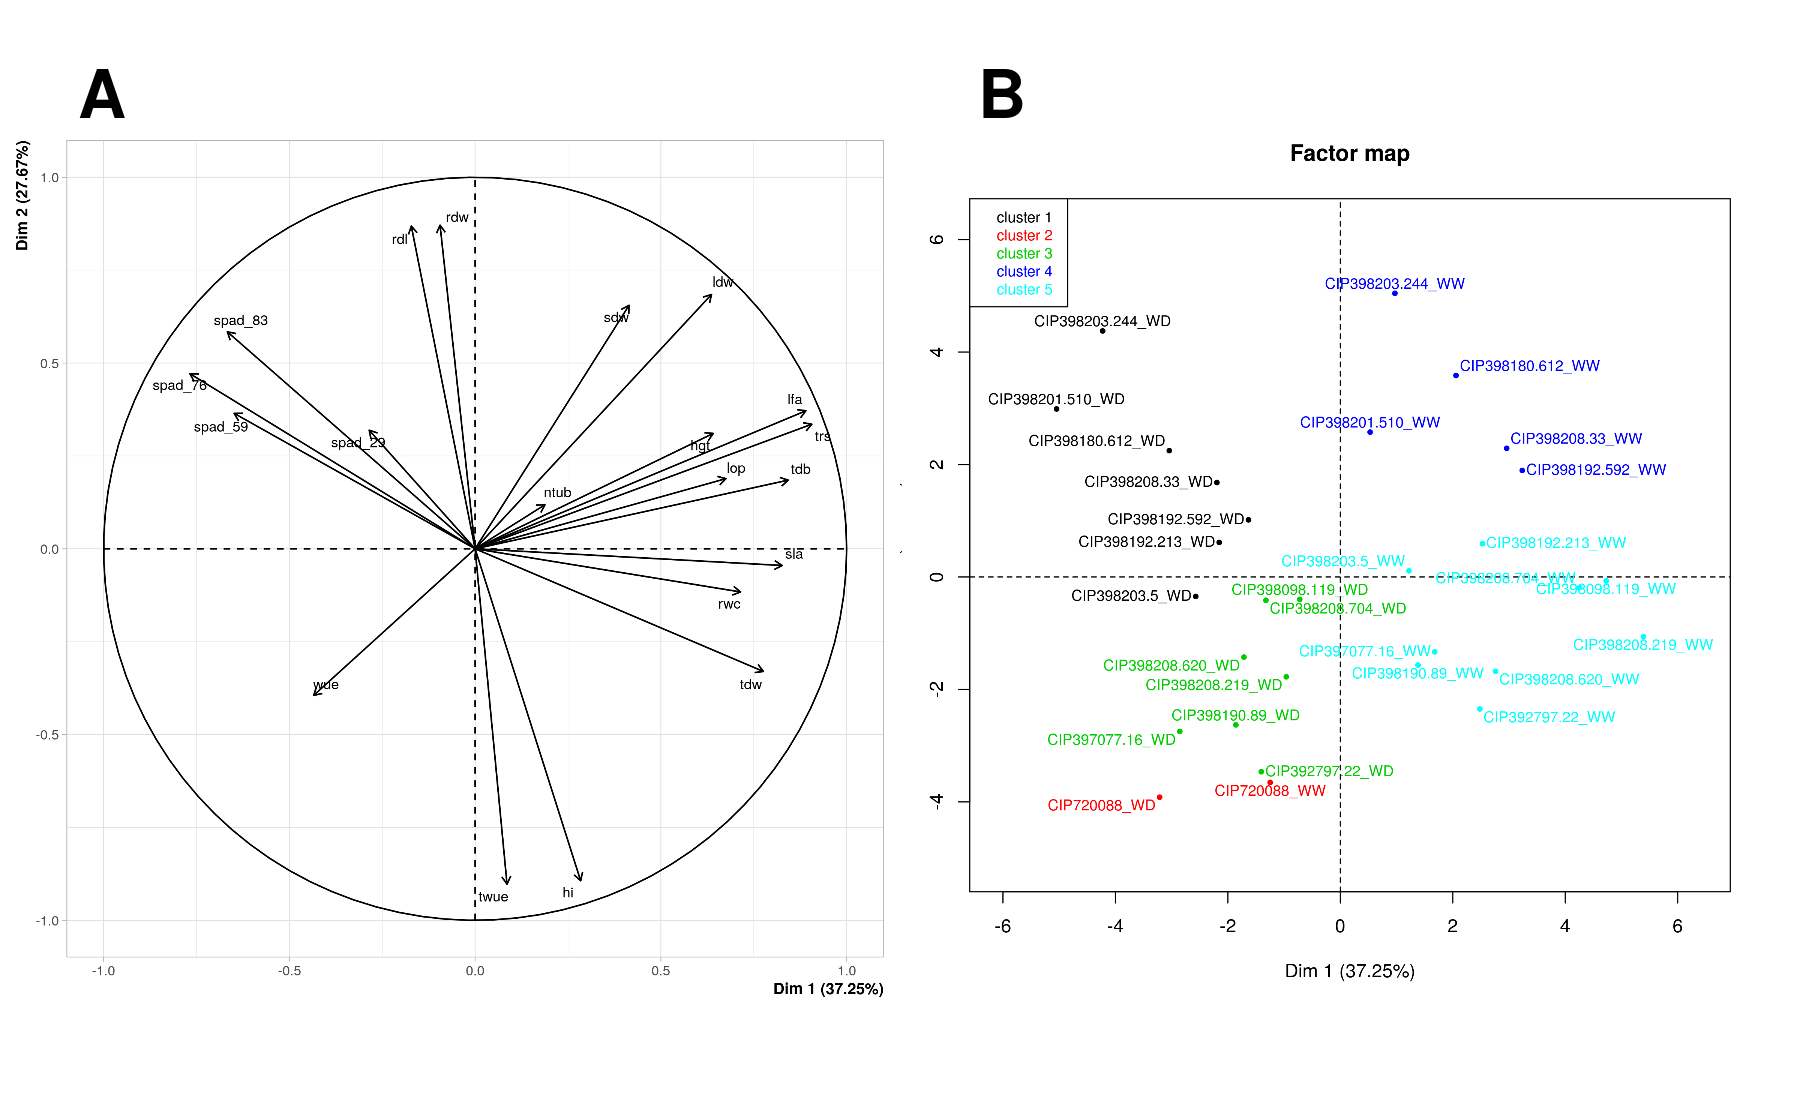 A
Dim 2 (27.67%)
1.0
0.5
0.0
-0.5
-1.0
rdw
rdl
ldw
sdw
spad_83
spad_76
spad_59
spad_29
lfa
trs
hgt
lop
tdb
ntub
sla
rwc
tdw
wue
twue
hi
-1.0
-0.5
0.0
0.5
1.0
Dim 1 (37.25%)
B
Factor map
cluster 1
cluster 2
cluster 3
cluster 4
cluster 5
6
4
2
0
-2
-4
CIP398203.244_WW
CIP398203.244_WD
CIP398180.612_WW
CIP398201.510_WD
CIP398201.510_WW
CIP398180.612_WD
CIP398208.33_WW
CIP398192.592_WW
CIP398208.33_WD
CIP398192.592_WD
CIP398192.213_WD
CIP398192.213_WW
CIP398203.5_WW
CIP398208.704_WW
CIP398098.119_WW
CIP398098.119_WD
CIP398203.5_WD
CIP398208.704_WD
CIP398208.219_WW
CIP397077.16_WW
CIP398208.620_WD
CIP398190.89_WW
CIP398208.620_WW
CIP398208.219_WD
CIP398190.89_WD
CIP392797.22_WW
CIP397077.16_WD
CIP392797.22_WD
CIP720088_WW
CIP720088_WD
-6
-4
-2
0
2
4
6
Dim 1 (37.25%)